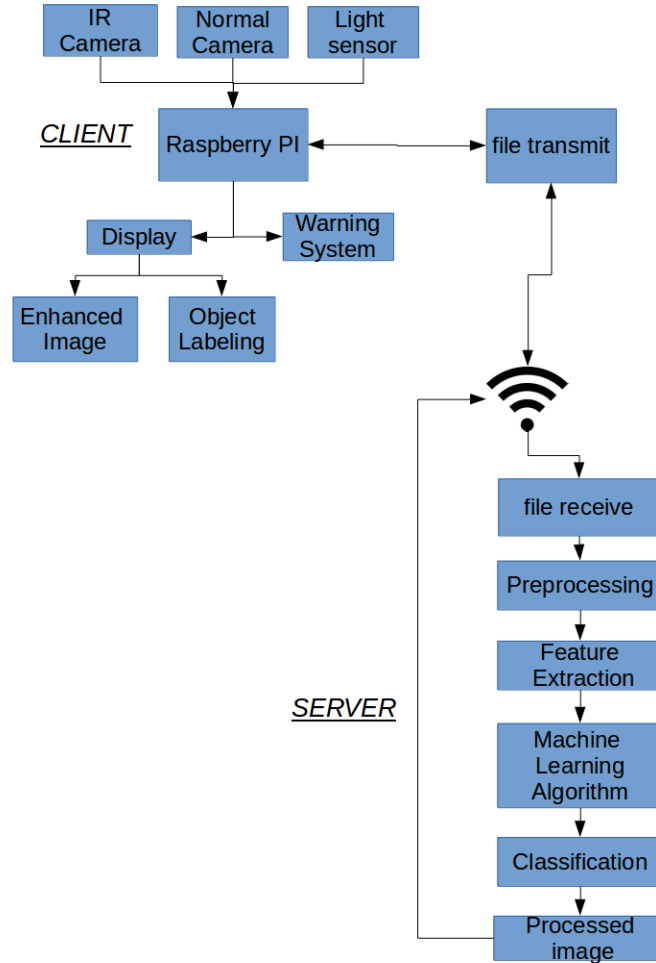 IR
Camera
Normal
Camera
Light
sensor
CLIENT
Raspberry PI
file transmit
Display
Warning
System
Enhanced
Image
Object
Labeling
file receive
Preprocessing
Feature
Extraction
SERVER
Machine
Learning
Algorithm
Classification
Processed
image